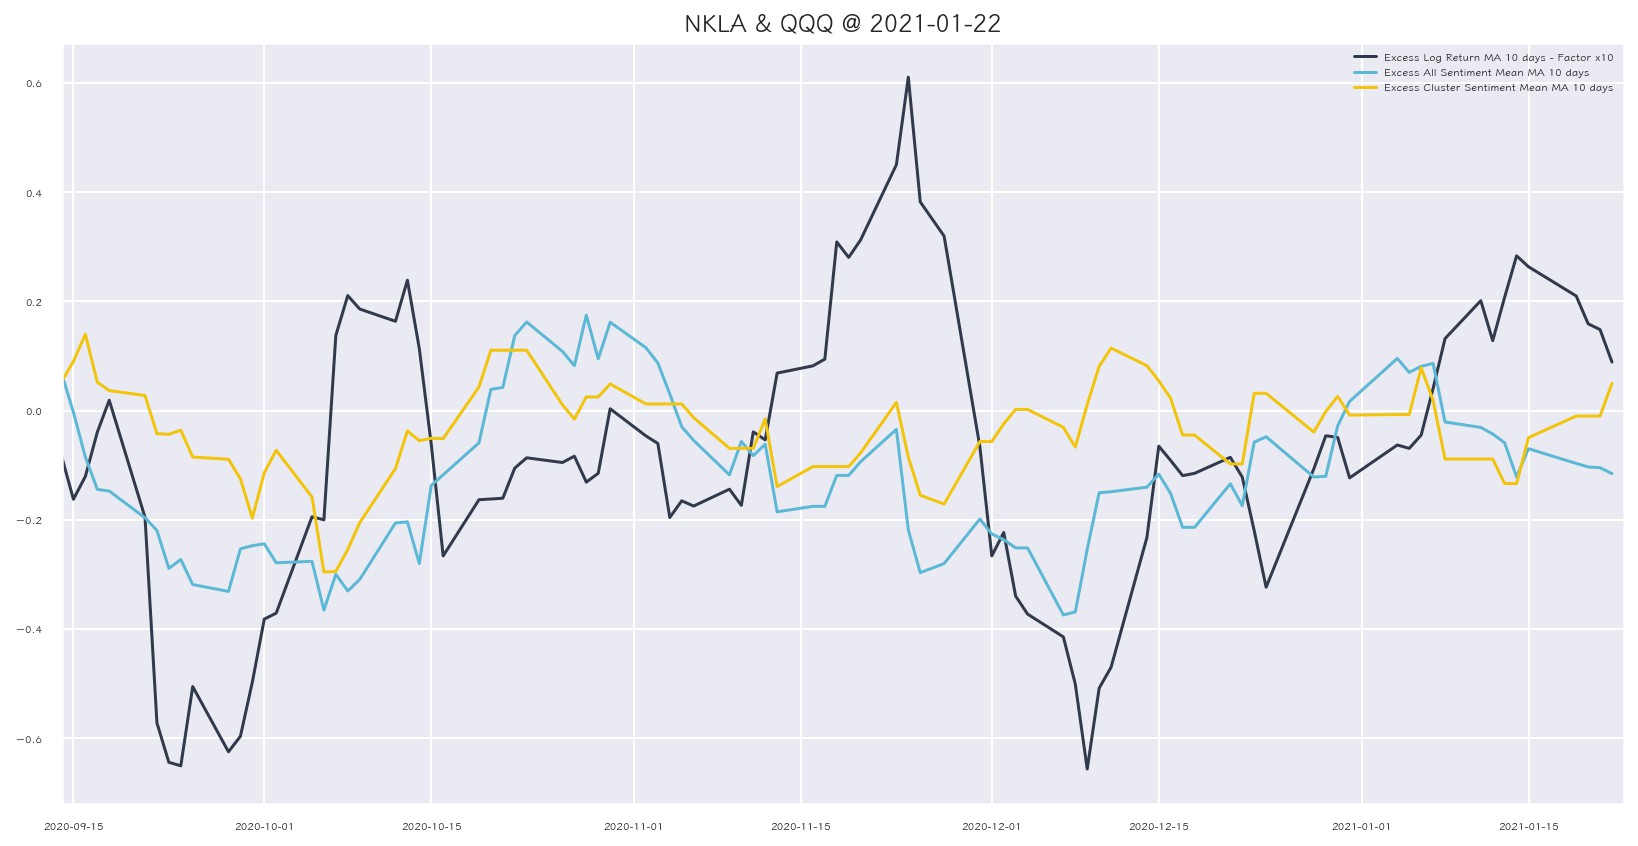 NKLA & QQQ @ 2021-01-22
Excess Log Return MA 10 days - Factor x10
Excess All Sentiment Mean MA 10 days
Excess Cluster Sentiment Mean MA 10 days
0.6
0.4
0.2
0.0
−0.2
−0.4
−0.6
2020-09-15 2020-10-01 2020-10-15 2020-11-01 2020-11-15 2020-12-01 2020-12-15 2021-01-01 2021-01-15